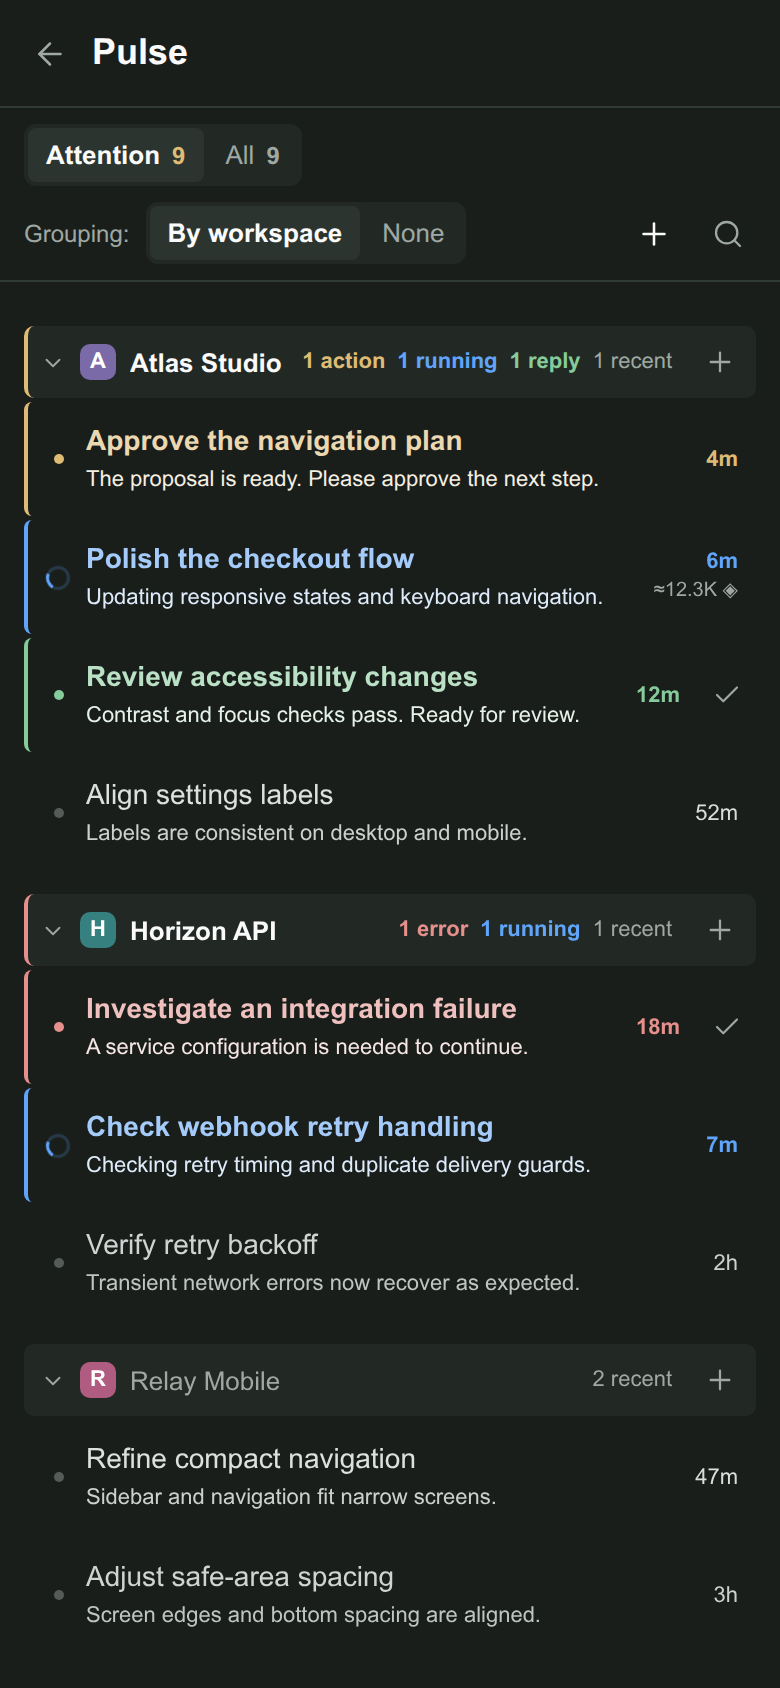 Pulse
Attention 9 All 9
Grouping: By workspace None
A Atlas Studio 1 action 1 running 1 reply 1 recent
Approve the navigation plan
4m
The proposal is ready. Please approve the next step.
Polish the checkout flow
6m
Updating responsive states and keyboard navigation.
≈12.3K ◈
Review accessibility changes
12m
Contrast and focus checks pass. Ready for review.
Align settings labels
52m
Labels are consistent on desktop and mobile.
H Horizon API 1 error 1 running 1 recent
Investigate an integration failure
18m
A service configuration is needed to continue.
Check webhook retry handling
7m
Checking retry timing and duplicate delivery guards.
Verify retry backoff
2h
Transient network errors now recover as expected.
R Relay Mobile 2 recent
Refine compact navigation
47m
Sidebar and navigation fit narrow screens.
Adjust safe-area spacing
3h
Screen edges and bottom spacing are aligned.